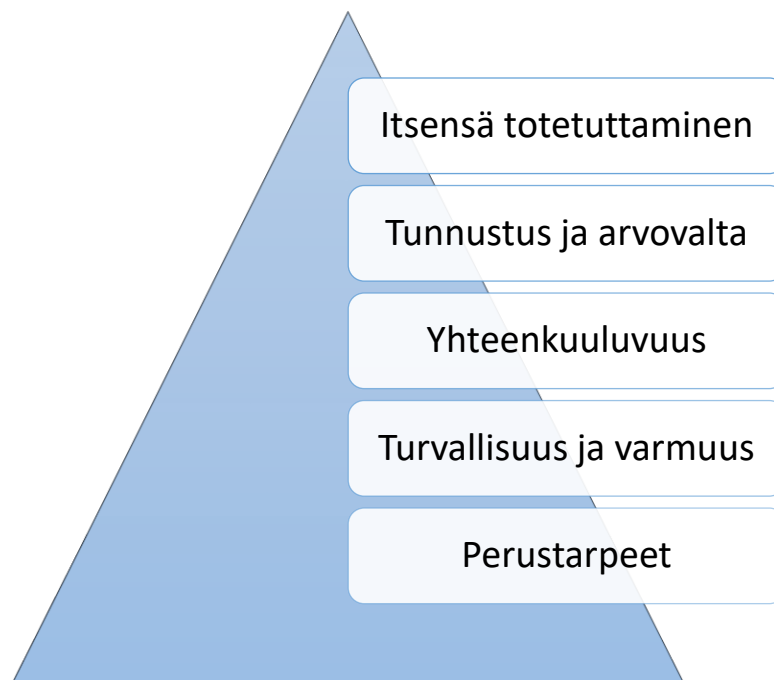 Itsensä totetuttaminen
Tunnustus ja arvovalta
Yhteenkuuluvuus
Turvallisuus ja varmuus
Perustarpeet